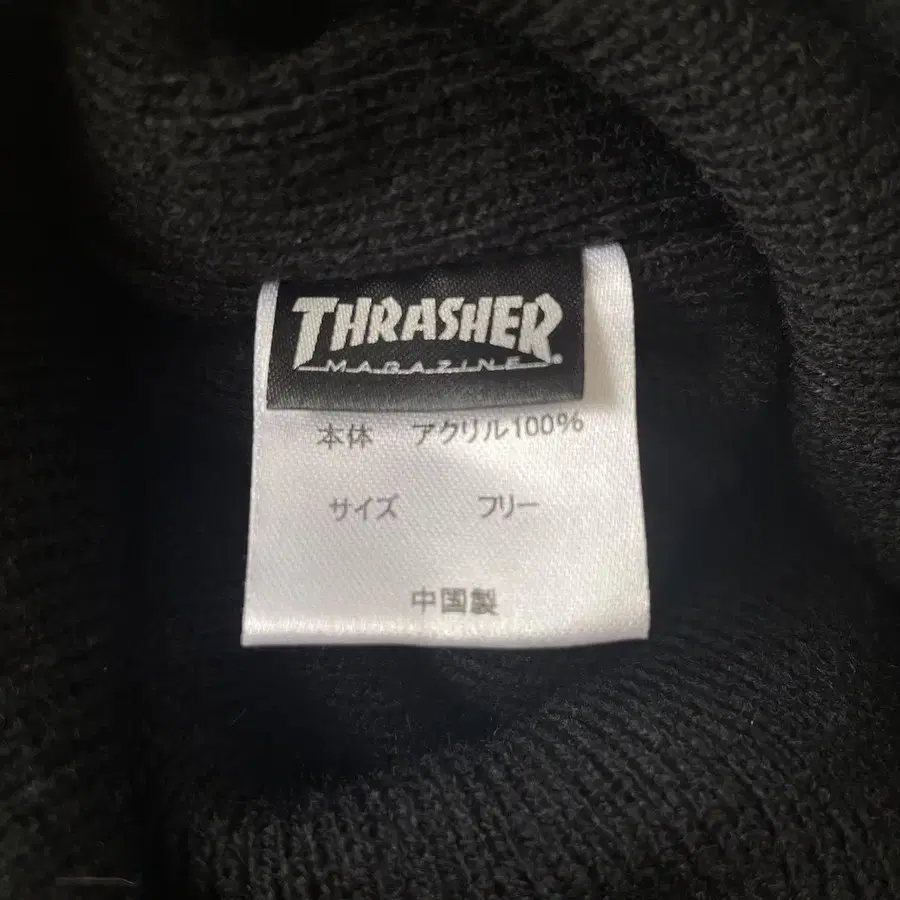 THRASHER
MAGAZINE
本体 アクリル100%
サイズ フリー
中国製